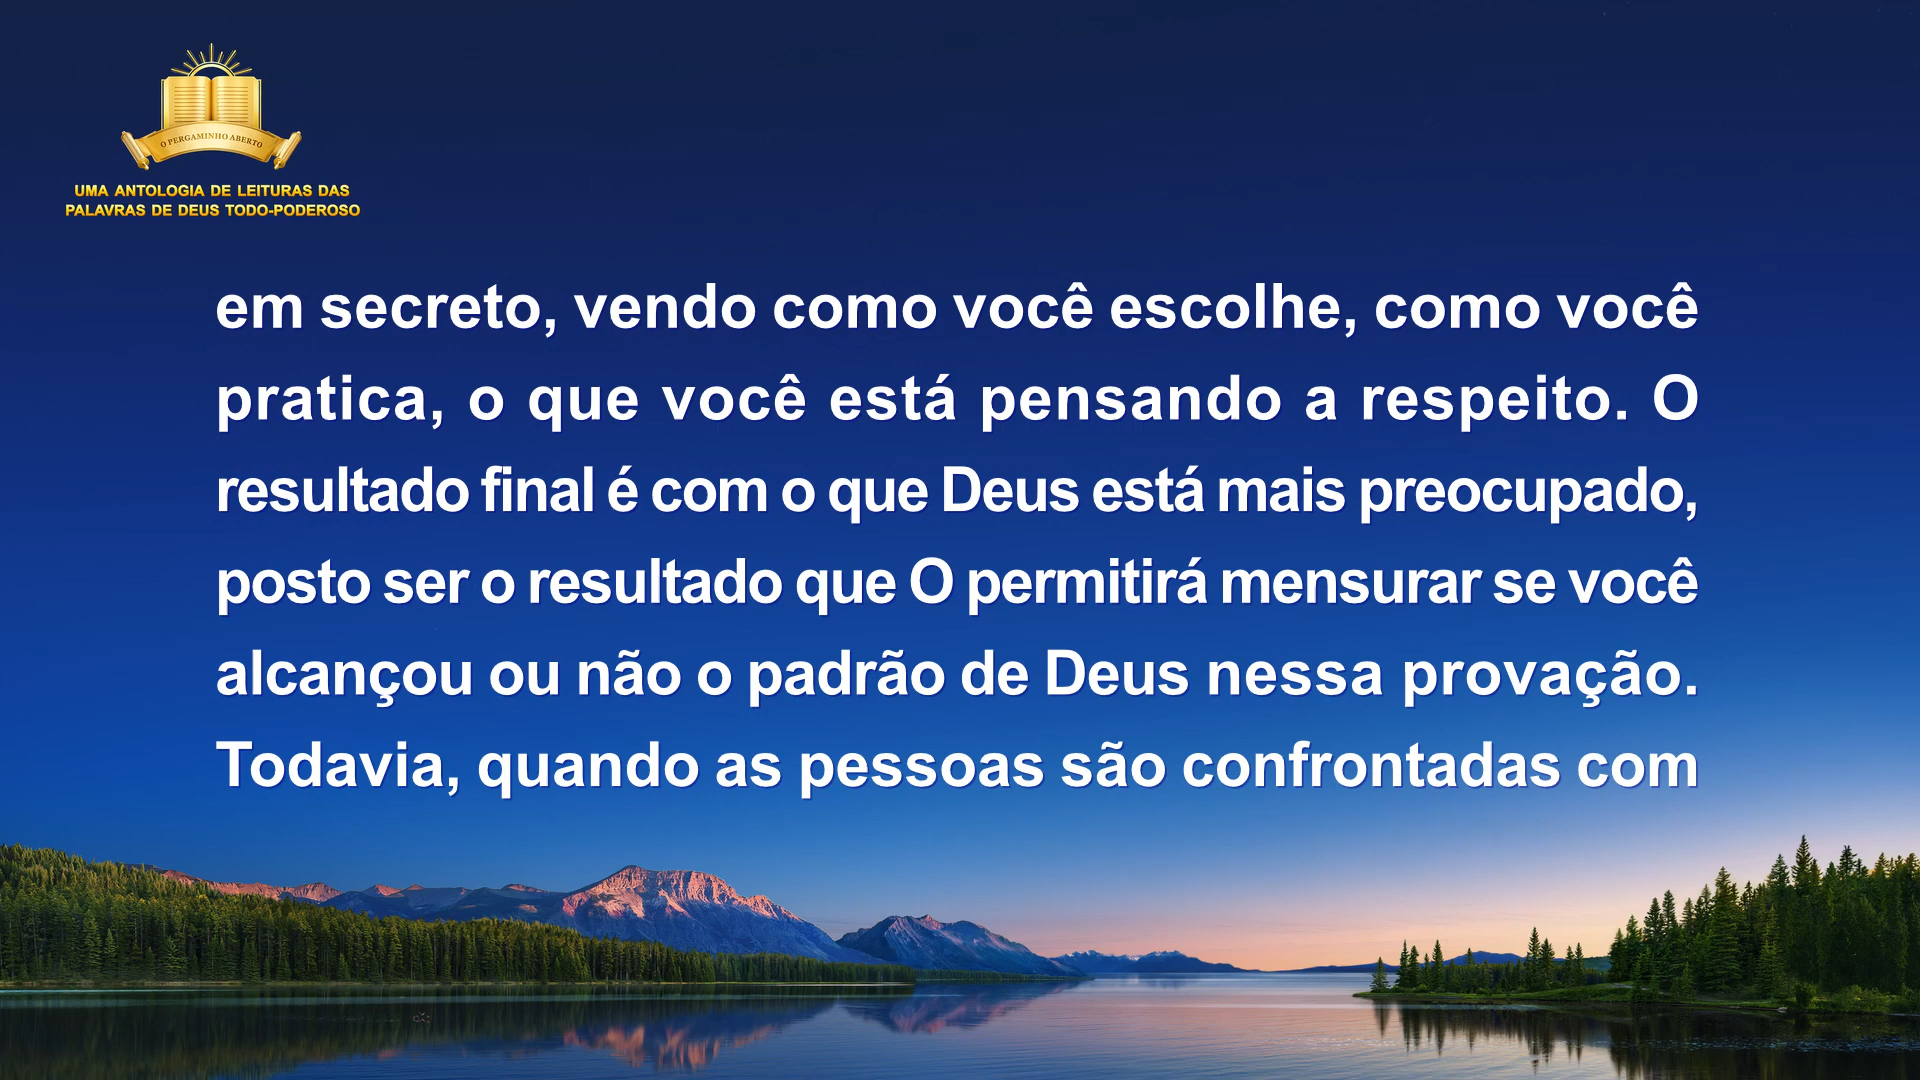 O PERGAMINHO ABERTO
UMA ANTOLOGIA DE LEITURAS DAS
PALAVRAS DE DEUS TODO-PODEROSO
em secreto, vendo como você escolhe, como você
pratica, o que você está pensando a respeito. O
resultado final é com o que Deus está mais preocupado,
posto ser o resultado que O permitirá mensurar se você
alcançou ou não o padrão de Deus nessa provação.
Todavia, quando as pessoas são confrontadas com